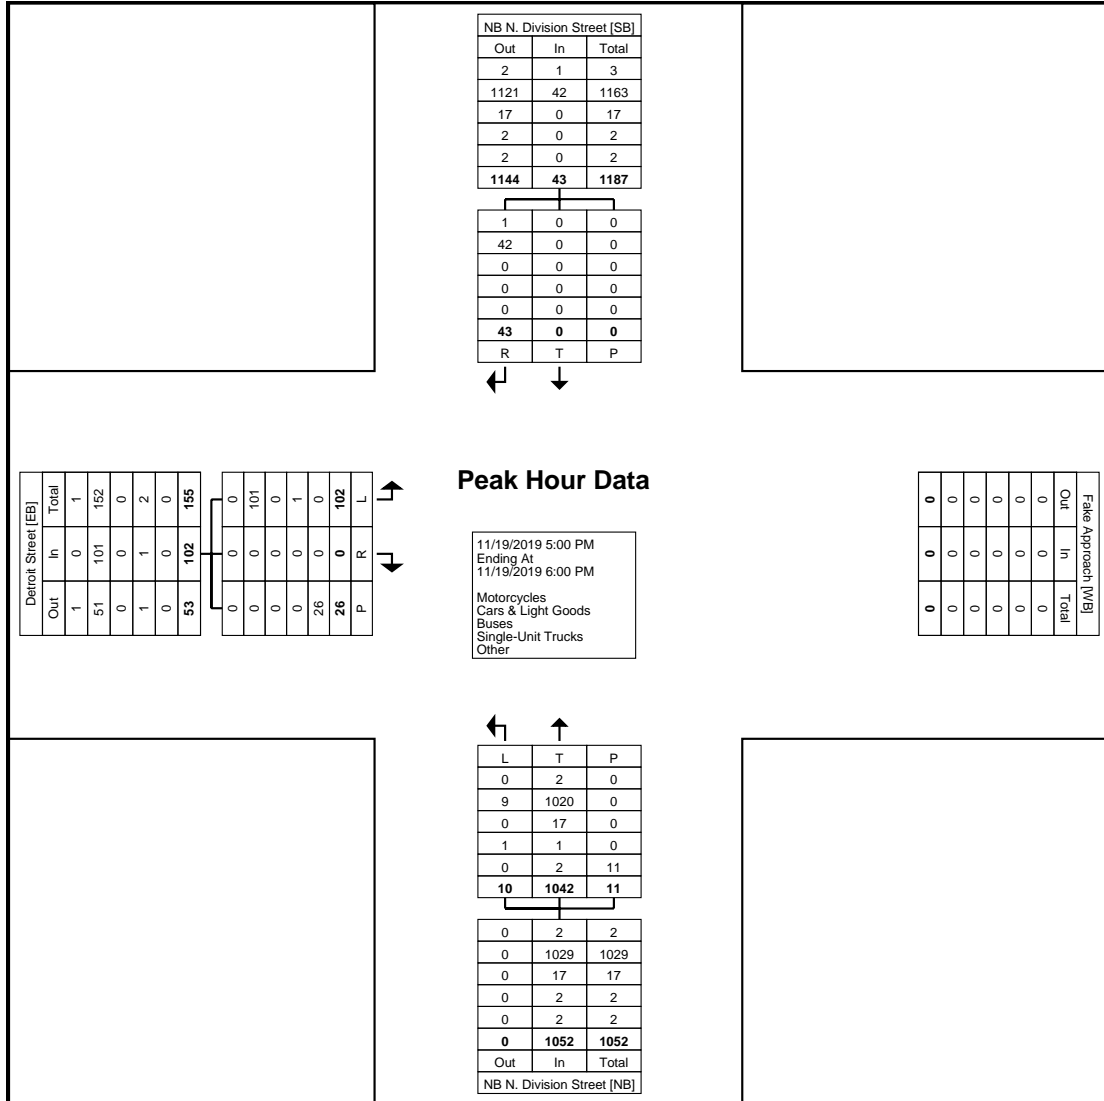 NB N. Division Street [SB]
Out In Total
2 1 3
1121 42 1163
17 0 17
2 0 2
2 0 2
1144 43 1187
1 0 0
42 0 0
0 0 0
0 0 0
0 0 0
43 0 0
R T P
Detroit Street [EB]
Total 1 152 0 2 0 155
In 0 101 0 1 0 102
Out 1 51 0 1 0 53
0 101 0 1 0 102 L
0 0 0 0 0 0 R
0 0 0 0 26 26 P
Peak Hour Data
11/19/2019 5:00 PM
Ending At
11/19/2019 6:00 PM
Motorcycles
Cars & Light Goods
Buses
Single-Unit Trucks
Other
Fake Approach [WB]
Out In Total
0 0 0
0 0 0
0 0 0
0 0 0
0 0 0
0 0 0
L T P
0 2 0
9 1020 0
0 17 0
1 1 0
0 2 11
10 1042 11
0 2 2
0 1029 1029
0 17 17
0 2 2
0 2 2
0 1052 1052
Out In Total
NB N. Division Street [NB]